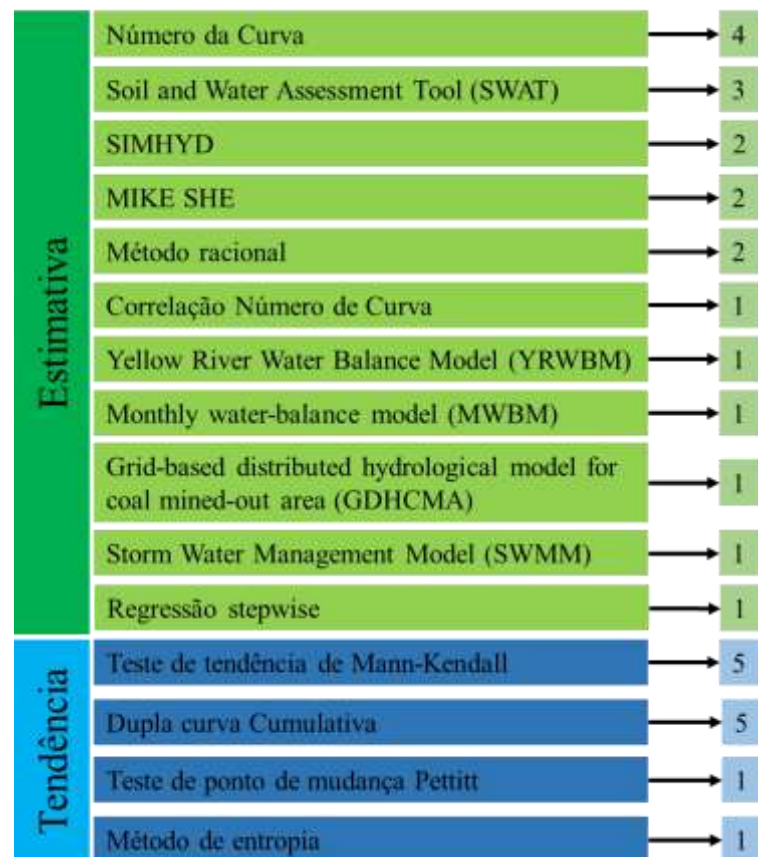 Estimativa
Número da Curva 4
Soil and Water Assessment Tool (SWAT) 3
SIMHYD 2
MIKE SHE 2
Método racional 2
Correlação Número de Curva 1
Yellow River Water Balance Model (YRWBM) 1
Monthly water-balance model (MWBM) 1
Grid-based distributed hydrological model for
coal mined-out area (GDHCMA) 1
Storm Water Management Model (SWMM) 1
Regressão stepwise 1
Tendência
Teste de tendência de Mann-Kendall 5
Dupla curva Cumulativa 5
Teste de ponto de mudança Pettitt 1
Método de entropia 1